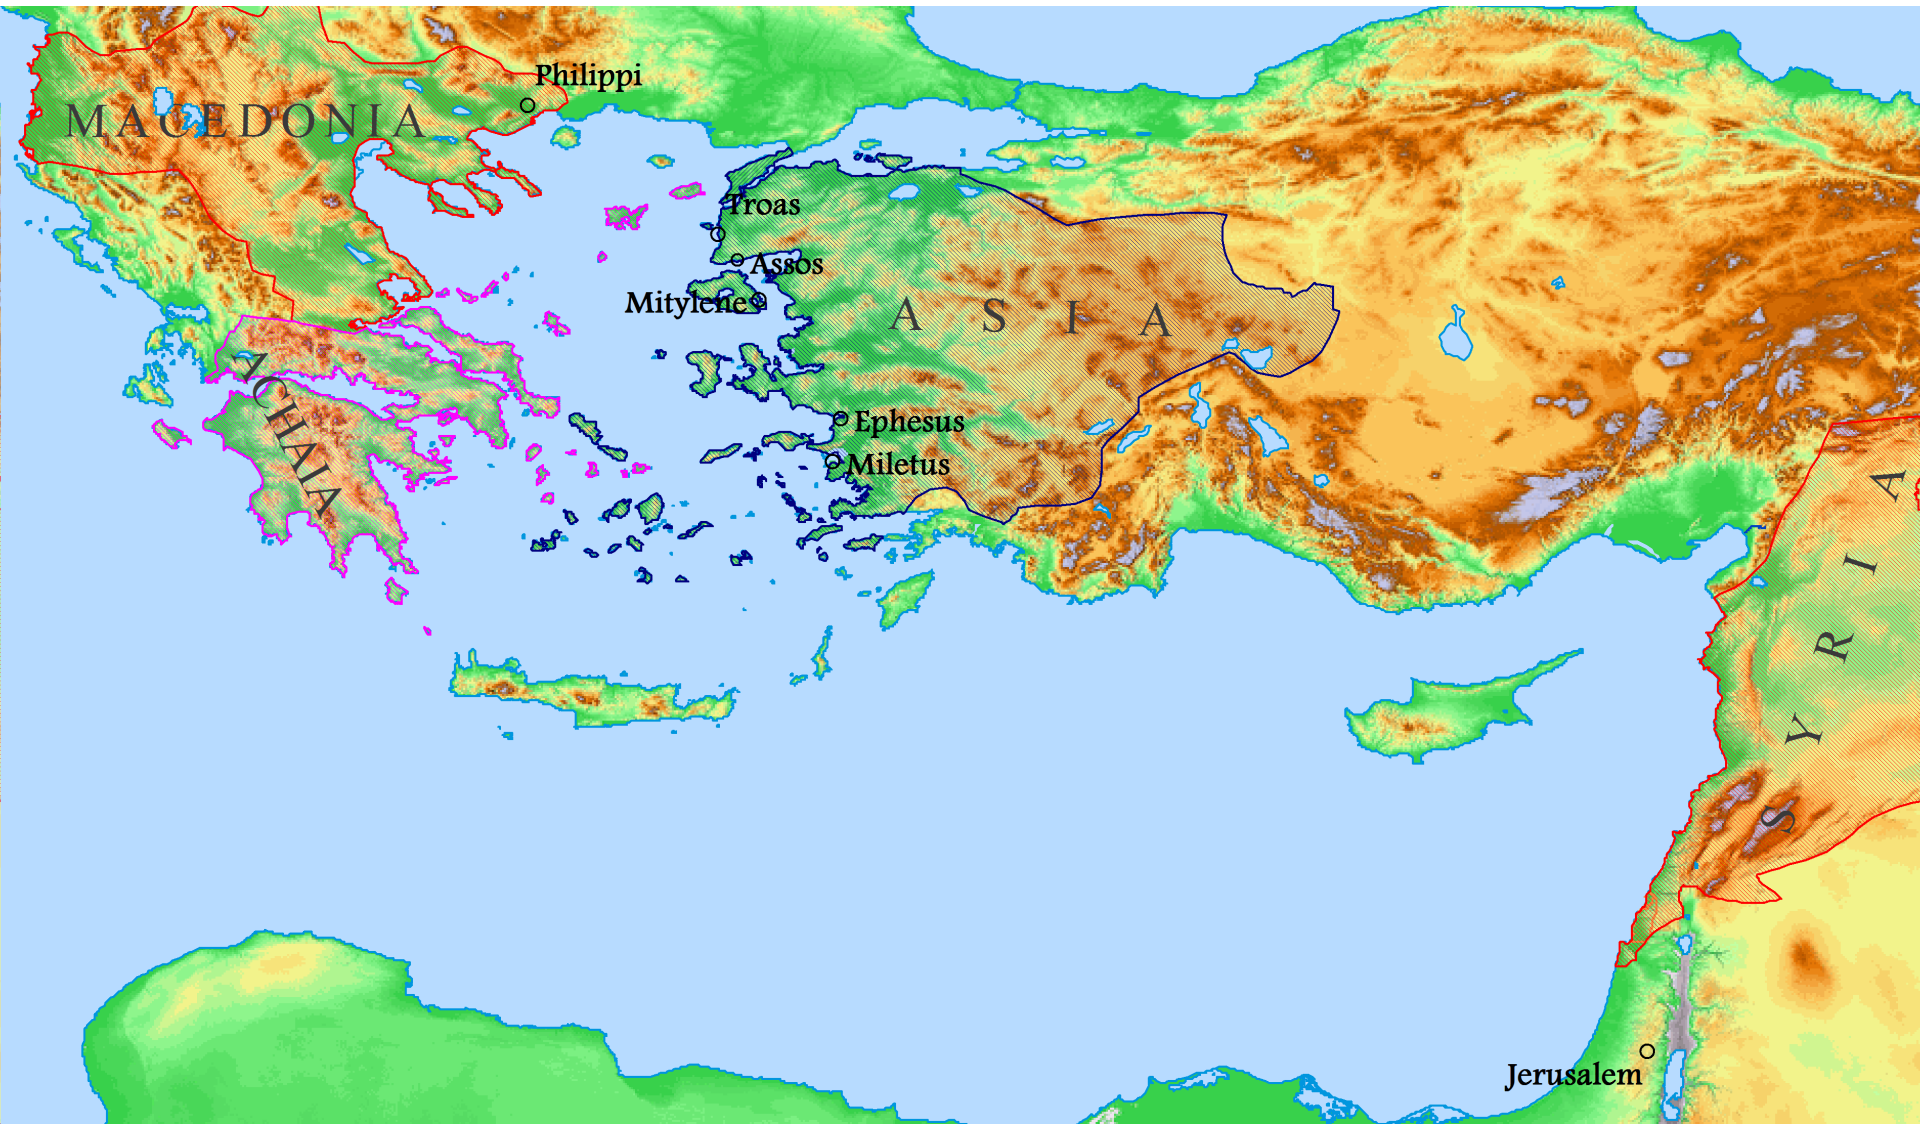 Philippi
MACEDONIA
Troas
Assos
Mitylene
ASIA
ACHAIA
Ephesus
Miletus
SYRIA
Jerusalem